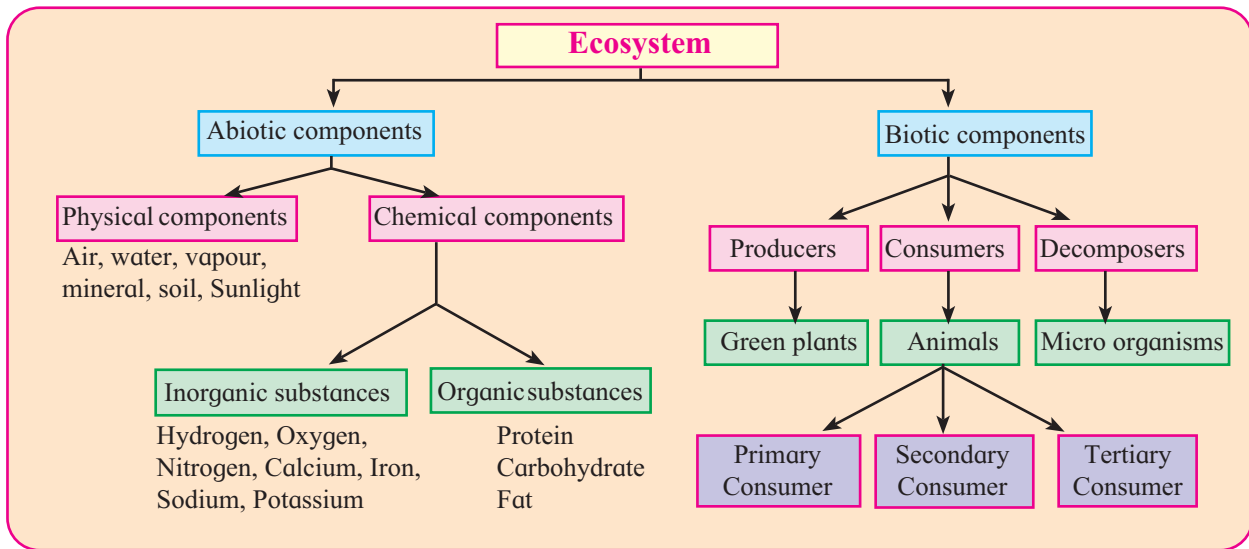 Ecosystem
Abiotic components
Biotic components
Physical components
Air, water, vapour,
mineral, soil, Sunlight
Chemical components
Producers
Consumers
Decomposers
Green plants
Animals
Micro organisms
Inorganic substances
Hydrogen, Oxygen,
Nitrogen, Calcium, Iron,
Sodium, Potassium
Organic substances
Protein
Carbohydrate
Fat
Primary
Consumer
Secondary
Consumer
Tertiary
Consumer